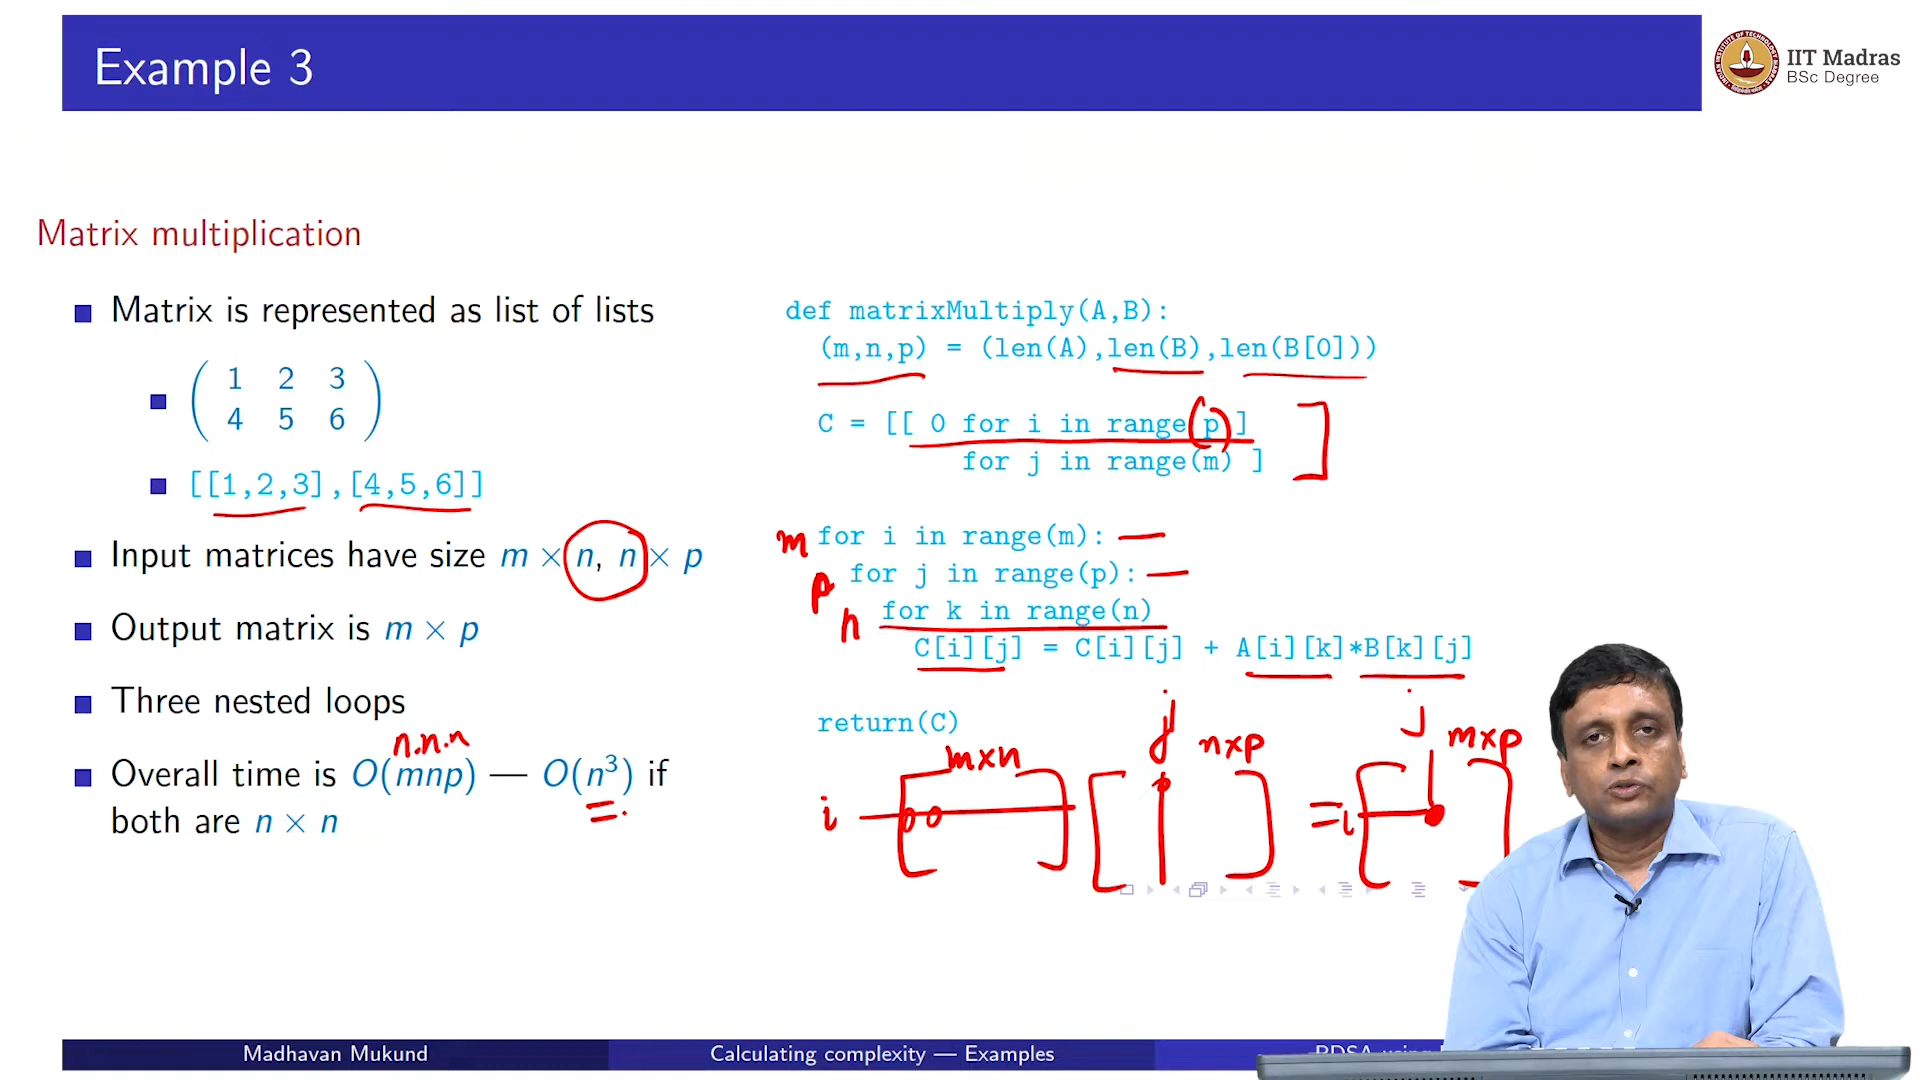 Example 3
IIT Madras
BSc Degree
Matrix multiplication
Matrix is represented as list of lists
1 2 3
4 5 6
[[1,2,3],[4,5,6]]
Input matrices have size m × n, n × p
Output matrix is m × p
Three nested loops
n.n.n
Overall time is O(mnp) — O(n³) if
both are n × n
def matrixMultiply(A,B):
(m,n,p) = (len(A),len(B),len(B[0]))
C = [[ 0 for i in range(p) ]
for j in range(m) ]
m for i in range(m):
p for j in range(p):
n for k in range(n)
C[i][j] = C[i][j] + A[i][k]*B[k][j]
return(C)
j j
m×n n×p m×p
i = i
Madhavan Mukund
Calculating complexity — Examples